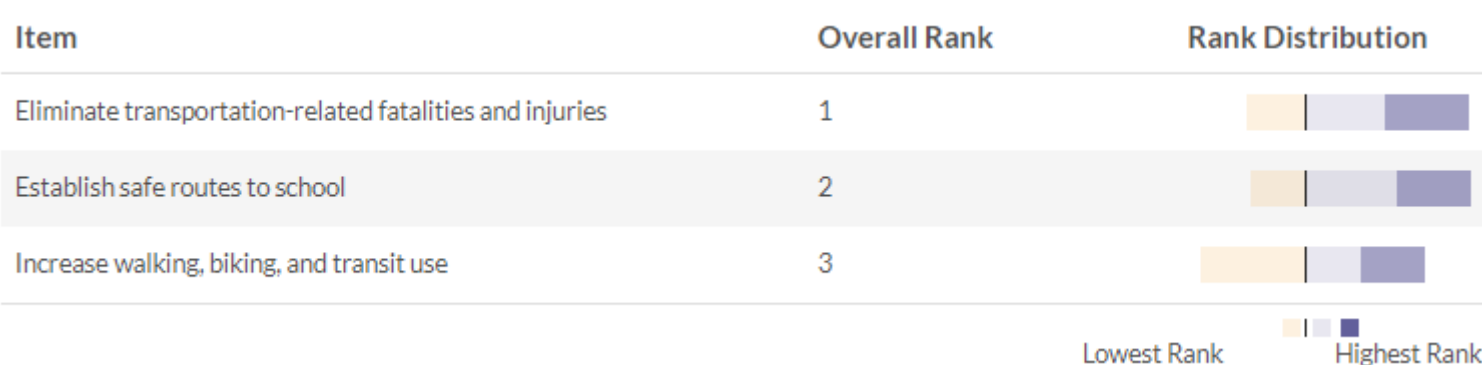 Item Overall Rank Rank Distribution
Eliminate transportation-related fatalities and injuries 1
Establish safe routes to school 2
Increase walking, biking, and transit use 3
Lowest Rank Highest Rank